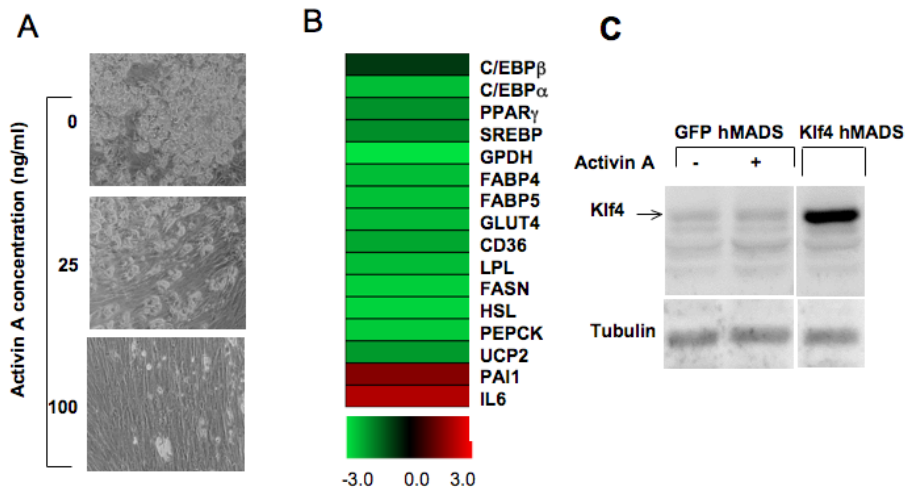 A
Activin A concentration (ng/ml)
0
25
100
B
C/EBPβ
C/EBPα
PPARγ
SREBP
GPDH
FABP4
FABP5
GLUT4
CD36
LPL
FASN
HSL
PEPCK
UCP2
PAI1
IL6
-3.0 0.0 3.0
C
GFP hMADS Klf4 hMADS
Activin A - +
Klf4
Tubulin